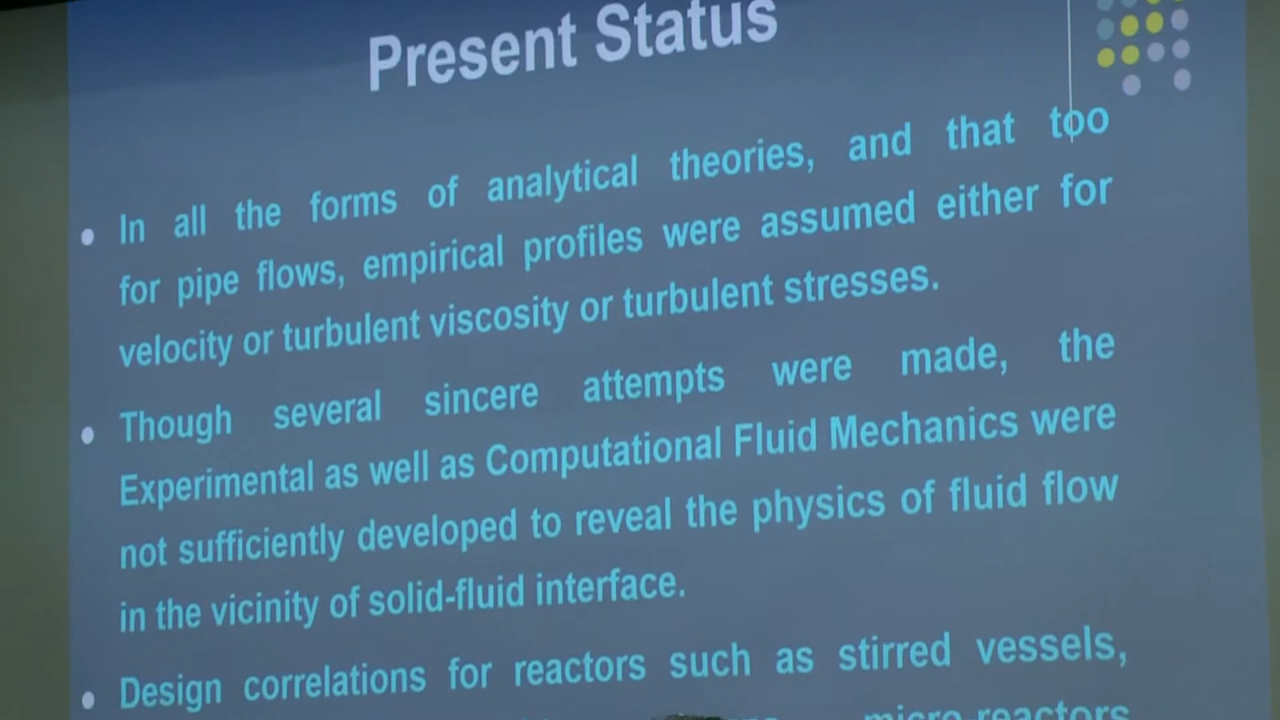 Present Status
In all the forms of analytical theories, and that too
for pipe flows, empirical profiles were assumed either for
velocity or turbulent viscosity or turbulent stresses.
Though several sincere attempts were made, the
Experimental as well as Computational Fluid Mechanics were
not sufficiently developed to reveal the physics of fluid flow
in the vicinity of solid-fluid interface.
Design correlations for reactors such as stirred vessels,
micro-reactors